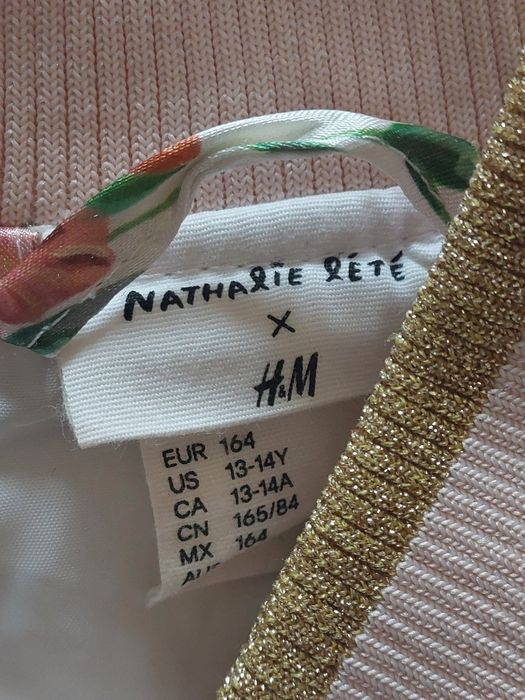 NATHALIE LÉTÉ
X
H&M
EUR 164
US 13-14Y
CA 13-14A
CN 165/84
MX 164